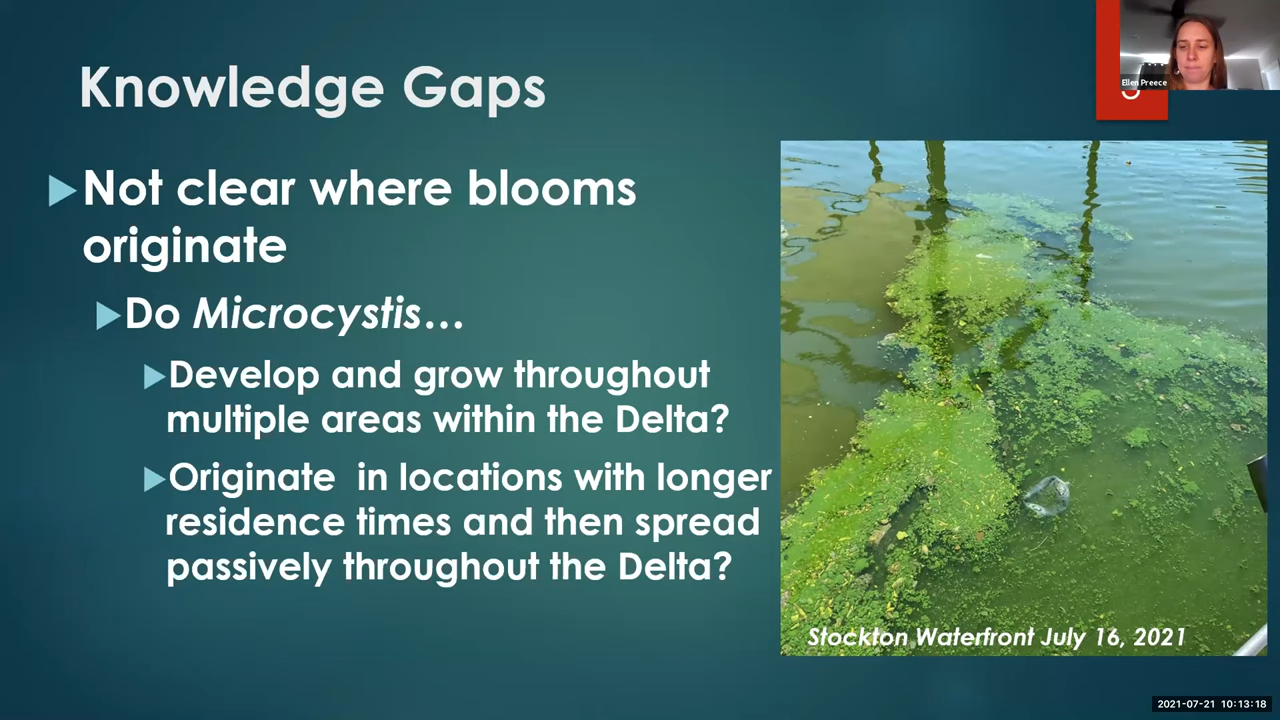 Knowledge Gaps
Ellen Preece
Not clear where blooms
originate
Do Microcystis...
Develop and grow throughout
multiple areas within the Delta?
Originate  in locations with longer
residence times and then spread
passively throughout the Delta?
Stockton Waterfront July 16, 2021
2021-07-21 10:13:18